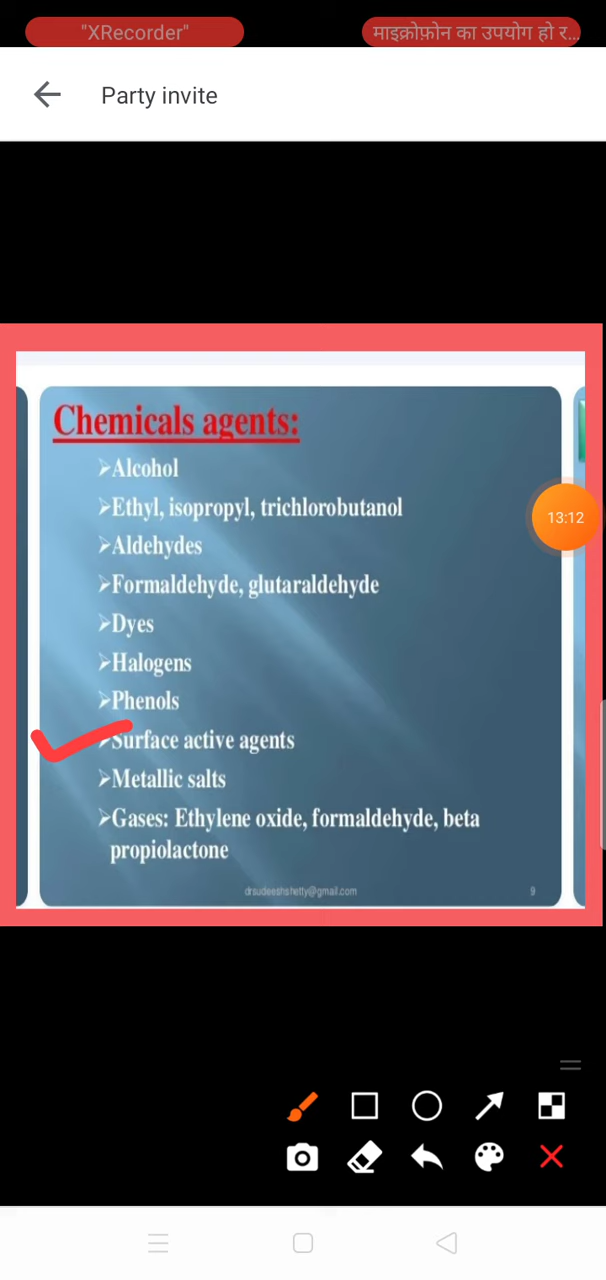 "XRecorder"
माइक्रोफ़ोन का उपयोग हो र...
Party invite
Chemicals agents:
➢Alcohol
➢Ethyl, isopropyl, trichlorobutanol
➢Aldehydes
➢Formaldehyde, glutaraldehyde
➢Dyes
➢Halogens
➢Phenols
➢Surface active agents
➢Metallic salts
➢Gases: Ethylene oxide, formaldehyde, beta
propiolactone
drsudeeshshetty@gmail.com
9
13:12